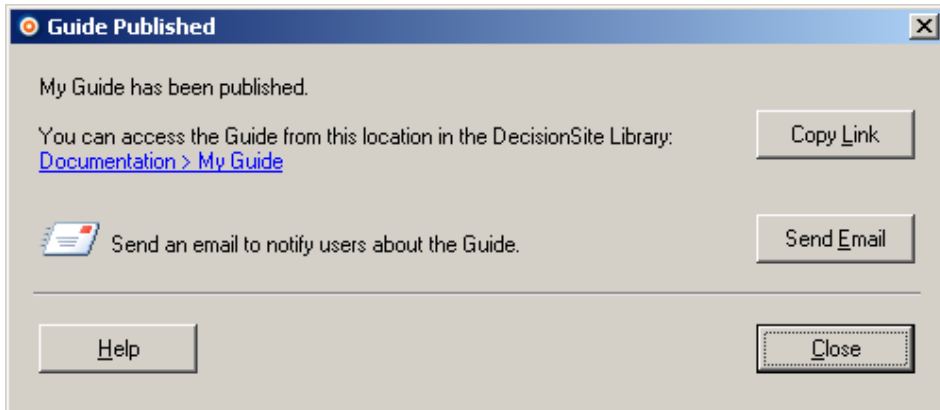 Guide Published
My Guide has been published.
You can access the Guide from this location in the DecisionSite Library:
Documentation > My Guide
Copy Link
Send an email to notify users about the Guide.
Send Email
Help
Close